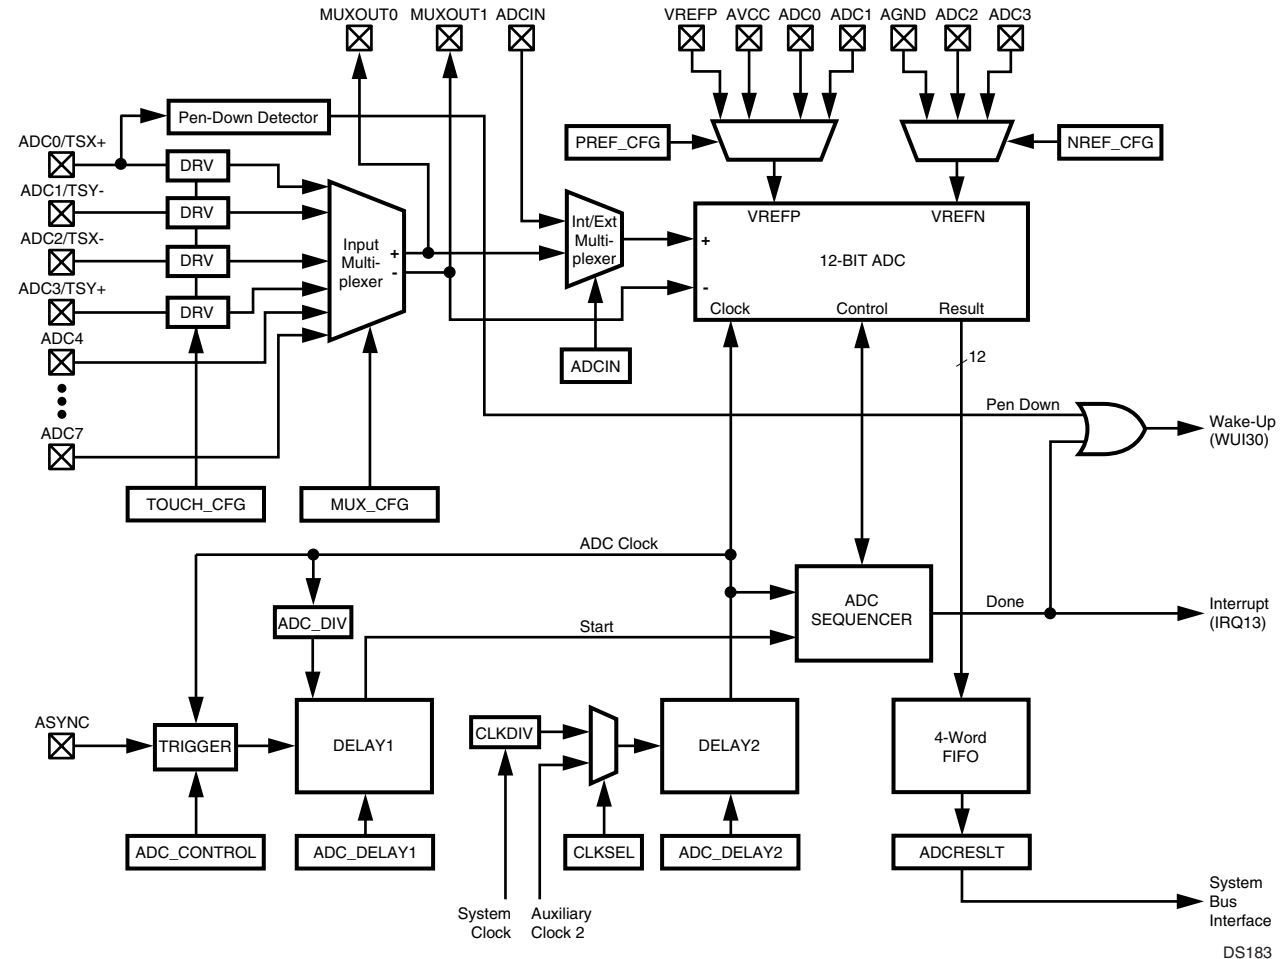 MUXOUT0 MUXOUT1 ADCIN VREFP AVCC ADC0 ADC1 AGND ADC2 ADC3
Pen-Down Detector
PREF_CFG
NREF_CFG
ADC0/TSX+
DRV
ADC1/TSY-
DRV
ADC2/TSX-
DRV
ADC3/TSY+
DRV
ADC4
ADC7
Input
Multi-
plexer
+
-
Int/Ext
Multi-
plexer
ADCIN
VREFP
VREFN
+
12-BIT ADC
-
Clock
Control
Result
12
Pen Down
Wake-Up
(WUI30)
TOUCH_CFG
MUX_CFG
ADC Clock
ADC_DIV
Start
ADC
SEQUENCER
Done
Interrupt
(IRQ13)
ASYNC
TRIGGER
DELAY1
CLKDIV
DELAY2
4-Word
FIFO
ADC_CONTROL
ADC_DELAY1
CLKSEL
ADC_DELAY2
ADCRESLT
System
Clock
Auxiliary
Clock 2
System
Bus
Interface
DS183